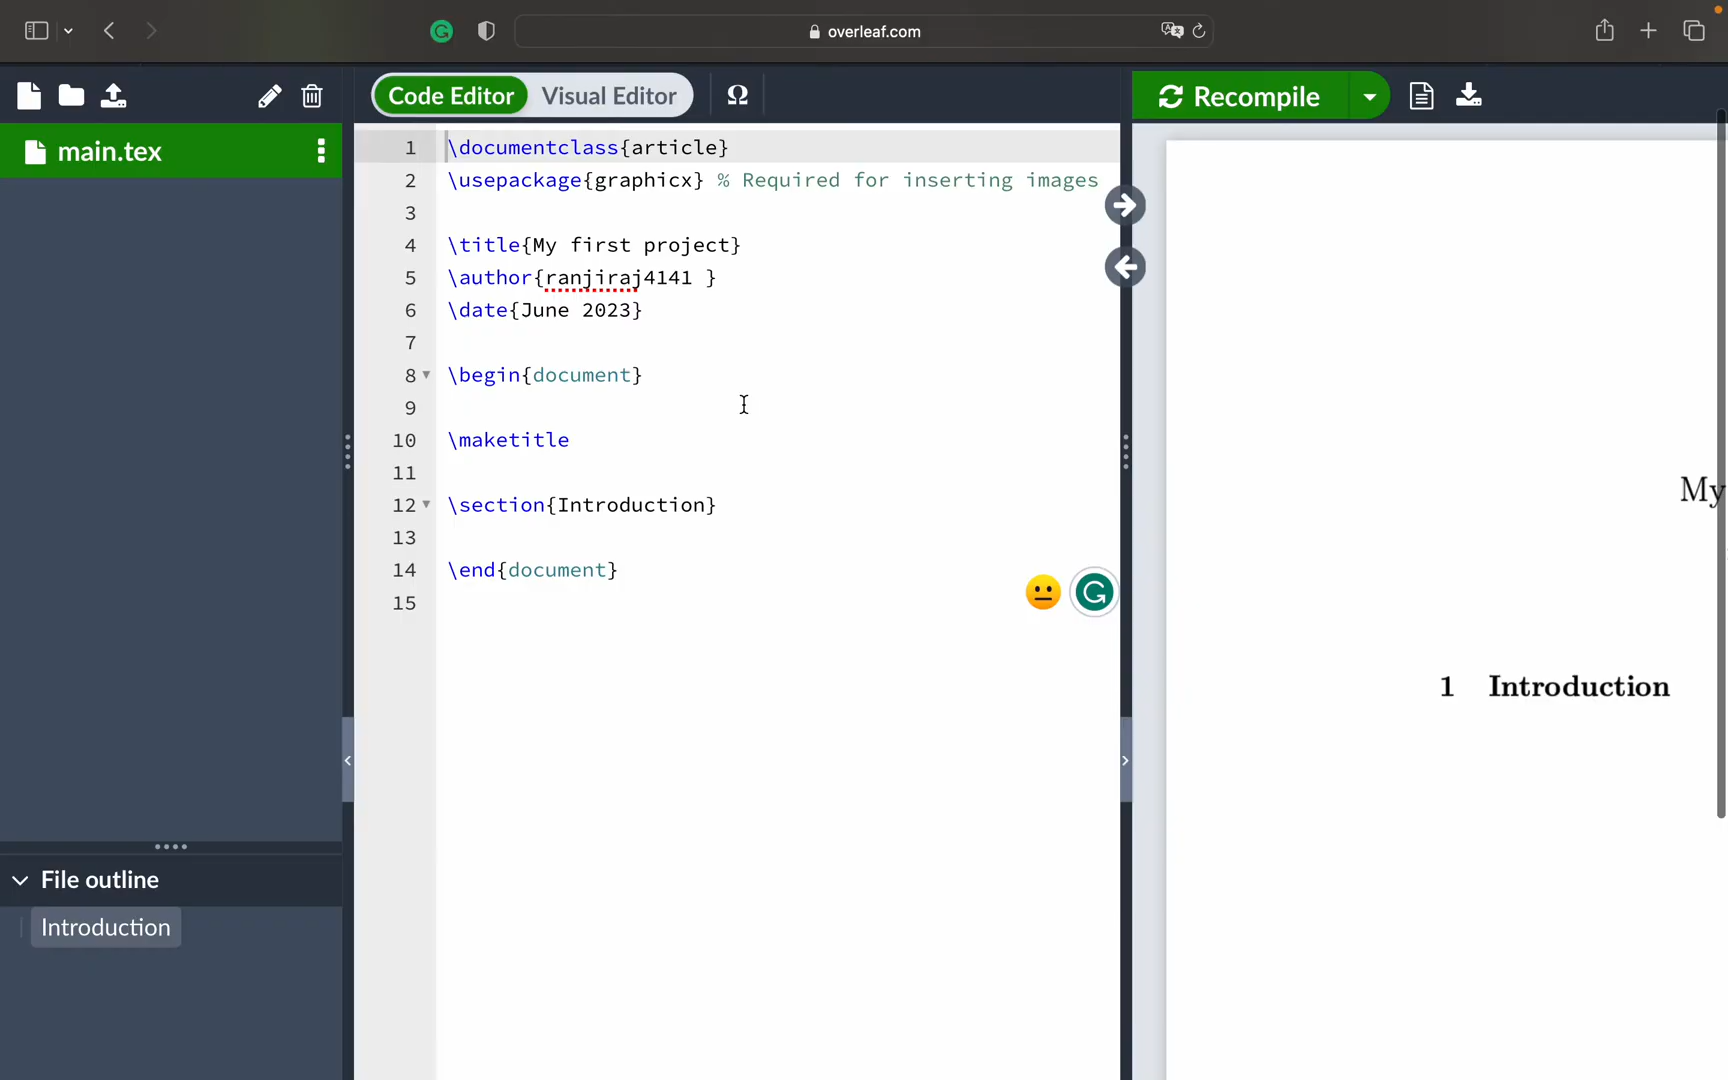 overleaf.com
Code Editor
Visual Editor
Ω
Recompile
main.tex
1 \documentclass{article}
2 \usepackage{graphicx} % Required for inserting images
3
4 \title{My first project}
5 \author{ranjiraj4141 }
6 \date{June 2023}
7
8 \begin{document}
9
10 \maketitle
11
12 \section{Introduction}
13
14 \end{document}
15
My
1 Introduction
File outline
Introduction